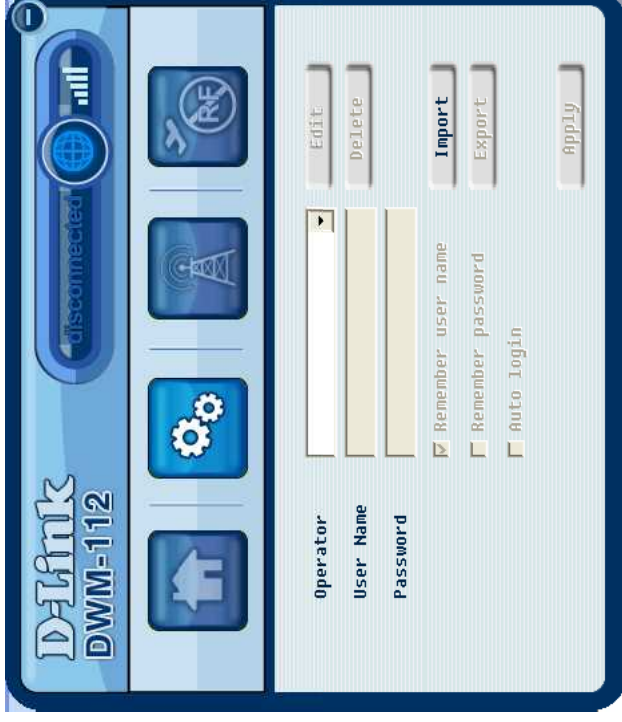 D-Link
DWM-112
disconnected
RF
Operator
Edit
User Name
Delete
Password
Remember user name
Import
Remember password
Export
Auto login
Apply